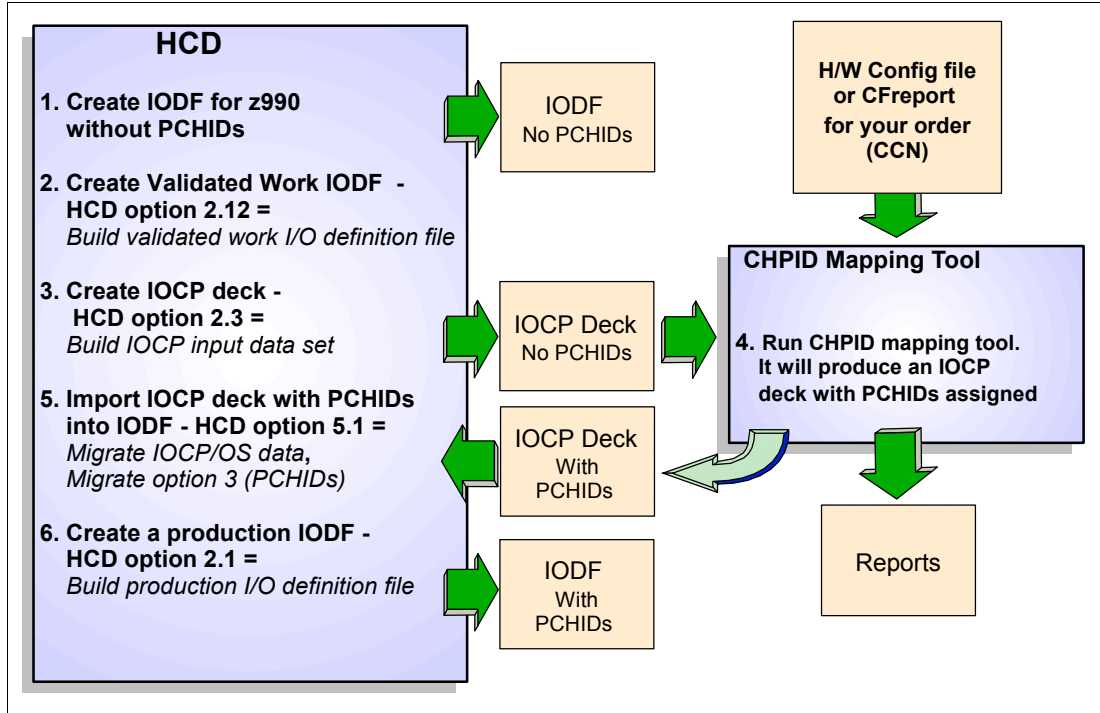 HCD
1. Create IODF for z990
without PCHIDs
2. Create Validated Work IODF -
HCD option 2.12 =
Build validated work I/O definition file
3. Create IOCP deck -
HCD option 2.3 =
Build IOCP input data set
5. Import IOCP deck with PCHIDs
into IODF - HCD option 5.1 =
Migrate IOCP/OS data,
Migrate option 3 (PCHIDs)
6. Create a production IODF -
HCD option 2.1 =
Build production I/O definition file
IODF
No PCHIDs
IOCP Deck
No PCHIDs
IOCP Deck
With
PCHIDs
IODF
With
PCHIDs
H/W Config file
or CFreport
for your order
(CCN)
CHPID Mapping Tool
4. Run CHPID mapping tool.
It will produce an IOCP
deck with PCHIDs assigned
Reports